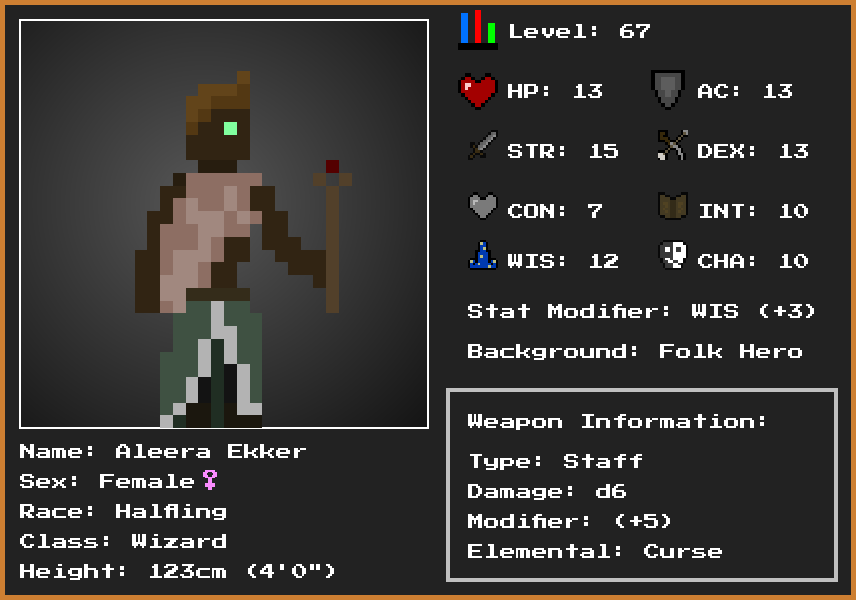 Level: 67
HP: 13
AC: 13
STR: 15
DEX: 13
CON: 7
INT: 10
WIS: 12
CHA: 10
Stat Modifier: WIS (+3)
Background: Folk Hero
Weapon Information:
Type: Staff
Damage: d6
Modifier: (+5)
Elemental: Curse
Name: Aleera Ekker
Sex: Female♀
Race: Halfling
Class: Wizard
Height: 123cm (4'0")